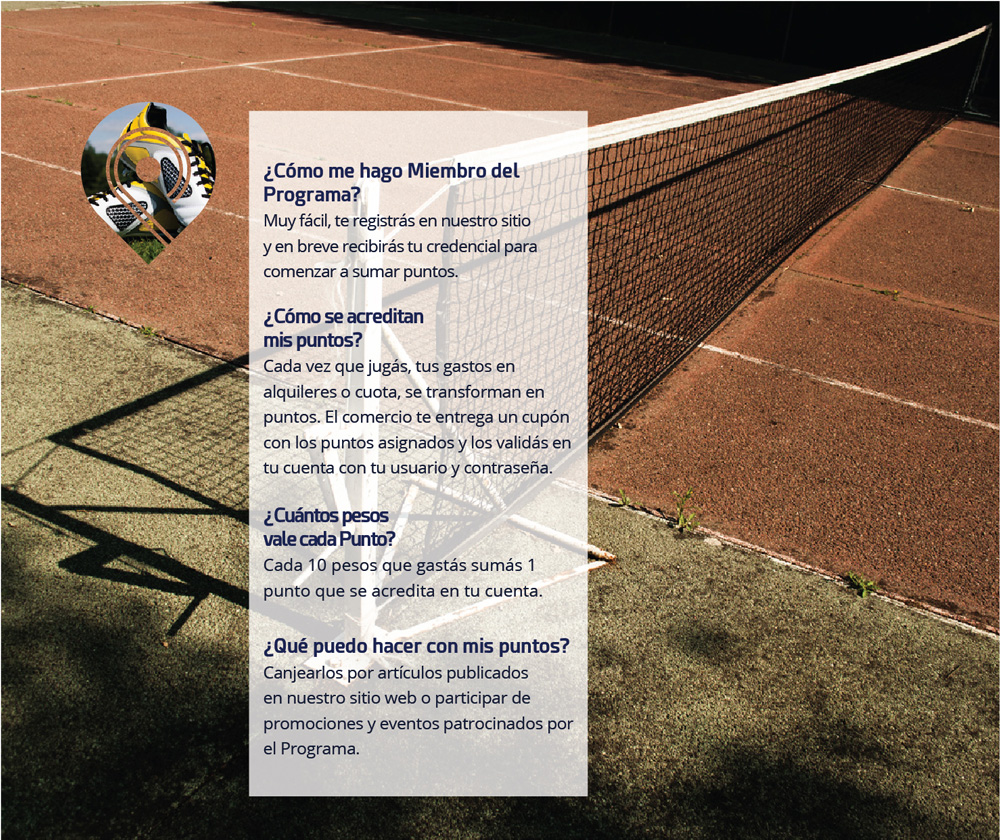 ¿Cómo me hago Miembro del
Programa?
Muy fácil, te registrás en nuestro sitio
y en breve recibirás tu credencial para
comenzar a sumar puntos.
¿Cómo se acreditan
mis puntos?
Cada vez que jugás, tus gastos en
alquileres o cuota, se transforman en
puntos. El comercio te entrega un cupón
con los puntos asignados y los validás en
tu cuenta con tu usuario y contraseña.
¿Cuántos pesos
vale cada Punto?
Cada 10 pesos que gastás sumás 1
punto que se acredita en tu cuenta.
¿Qué puedo hacer con mis puntos?
Canjearlos por artículos publicados
en nuestro sitio web o participar de
promociones y eventos patrocinados por
el Programa.